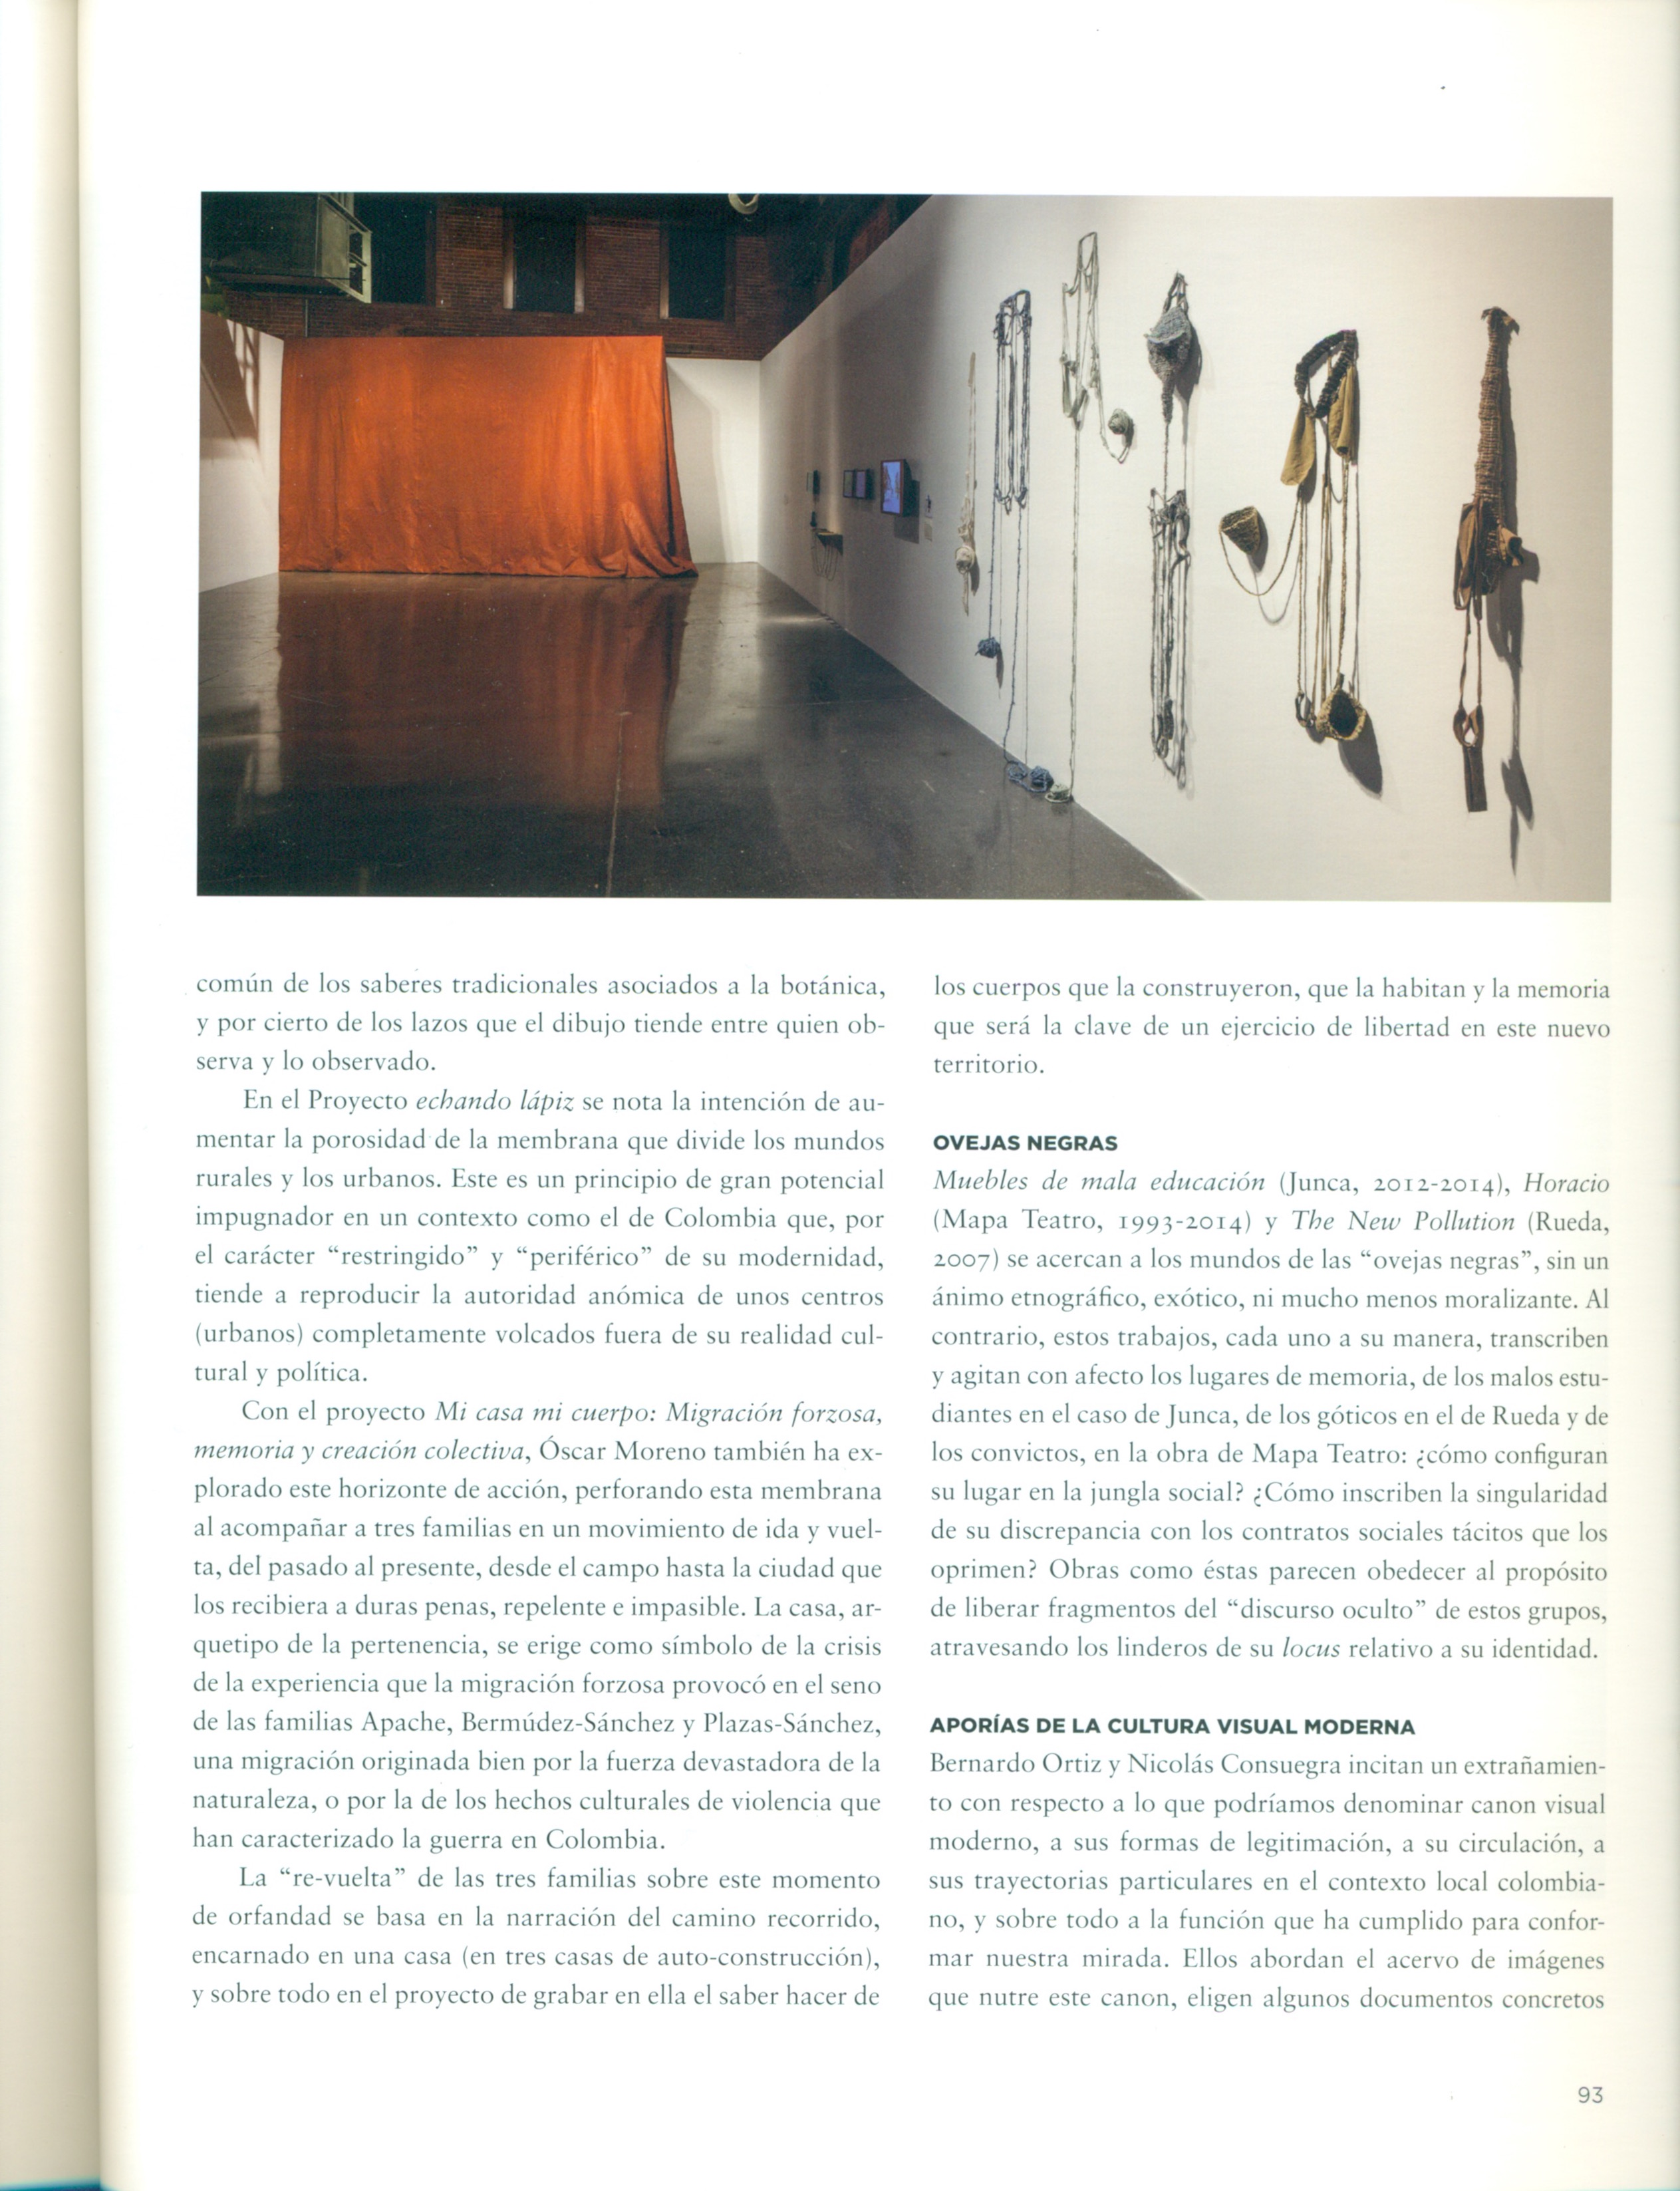 común de los saberes tradicionales asociados a la botánica,
y por cierto de los lazos que el dibujo tiende entre quien ob-
serva y lo observado.
En el Proyecto echando lápiz se nota la intención de au-
mentar la porosidad de la membrana que divide los mundos
rurales y los urbanos. Este es un principio de gran potencial
impugnador en un contexto como el de Colombia que, por
el carácter “restringido” y “periférico” de su modernidad,
tiende a reproducir la autoridad anómica de unos centros
(urbanos) completamente volcados fuera de su realidad cul-
tural y política.
Con el proyecto Mi casa mi cuerpo: Migración forzosa,
memoria y creación colectiva, Óscar Moreno también ha ex-
plorado este horizonte de acción, perforando esta membrana
al acompañar a tres familias en un movimiento de ida y vuel-
ta, del pasado al presente, desde el campo hasta la ciudad que
los recibiera a duras penas, repelente e impasible. La casa, ar-
quetipo de la pertenencia, se erige como símbolo de la crisis
de la experiencia que la migración forzosa provocó en el seno
de las familias Apache, Bermúdez-Sánchez y Plazas-Sánchez,
una migración originada bien por la fuerza devastadora de la
naturaleza, o por la de los hechos culturales de violencia que
han caracterizado la guerra en Colombia.
La “re-vuelta” de las tres familias sobre este momento
de orfandad se basa en la narración del camino recorrido,
encarnado en una casa (en tres casas de auto-construcción),
y sobre todo en el proyecto de grabar en ella el saber hacer de
los cuerpos que la construyeron, que la habitan y la memoria
que será la clave de un ejercicio de libertad en este nuevo
territorio.
OVEJAS NEGRAS
Muebles de mala educación (Junca, 2012-2014), Horacio
(Mapa Teatro, 1993-2014) y The New Pollution (Rueda,
2007) se acercan a los mundos de las “ovejas negras”, sin un
ánimo etnográfico, exótico, ni mucho menos moralizante. Al
contrario, estos trabajos, cada uno a su manera, transcriben
y agitan con afecto los lugares de memoria, de los malos estu-
diantes en el caso de Junca, de los góticos en el de Rueda y de
los convictos, en la obra de Mapa Teatro: ¿cómo configuran
su lugar en la jungla social? ¿Cómo inscriben la singularidad
de su discrepancia con los contratos sociales tácitos que los
oprimen? Obras como éstas parecen obedecer al propósito
de liberar fragmentos del “discurso oculto” de estos grupos,
atravesando los linderos de su locus relativo a su identidad.
APORÍAS DE LA CULTURA VISUAL MODERNA
Bernardo Ortiz y Nicolás Consuegra incitan un extrañamien-
to con respecto a lo que podríamos denominar canon visual
moderno, a sus formas de legitimación, a su circulación, a
sus trayectorias particulares en el contexto local colombia-
no, y sobre todo a la función que ha cumplido para confor-
mar nuestra mirada. Ellos abordan el acervo de imágenes
que nutre este canon, eligen algunos documentos concretos
93